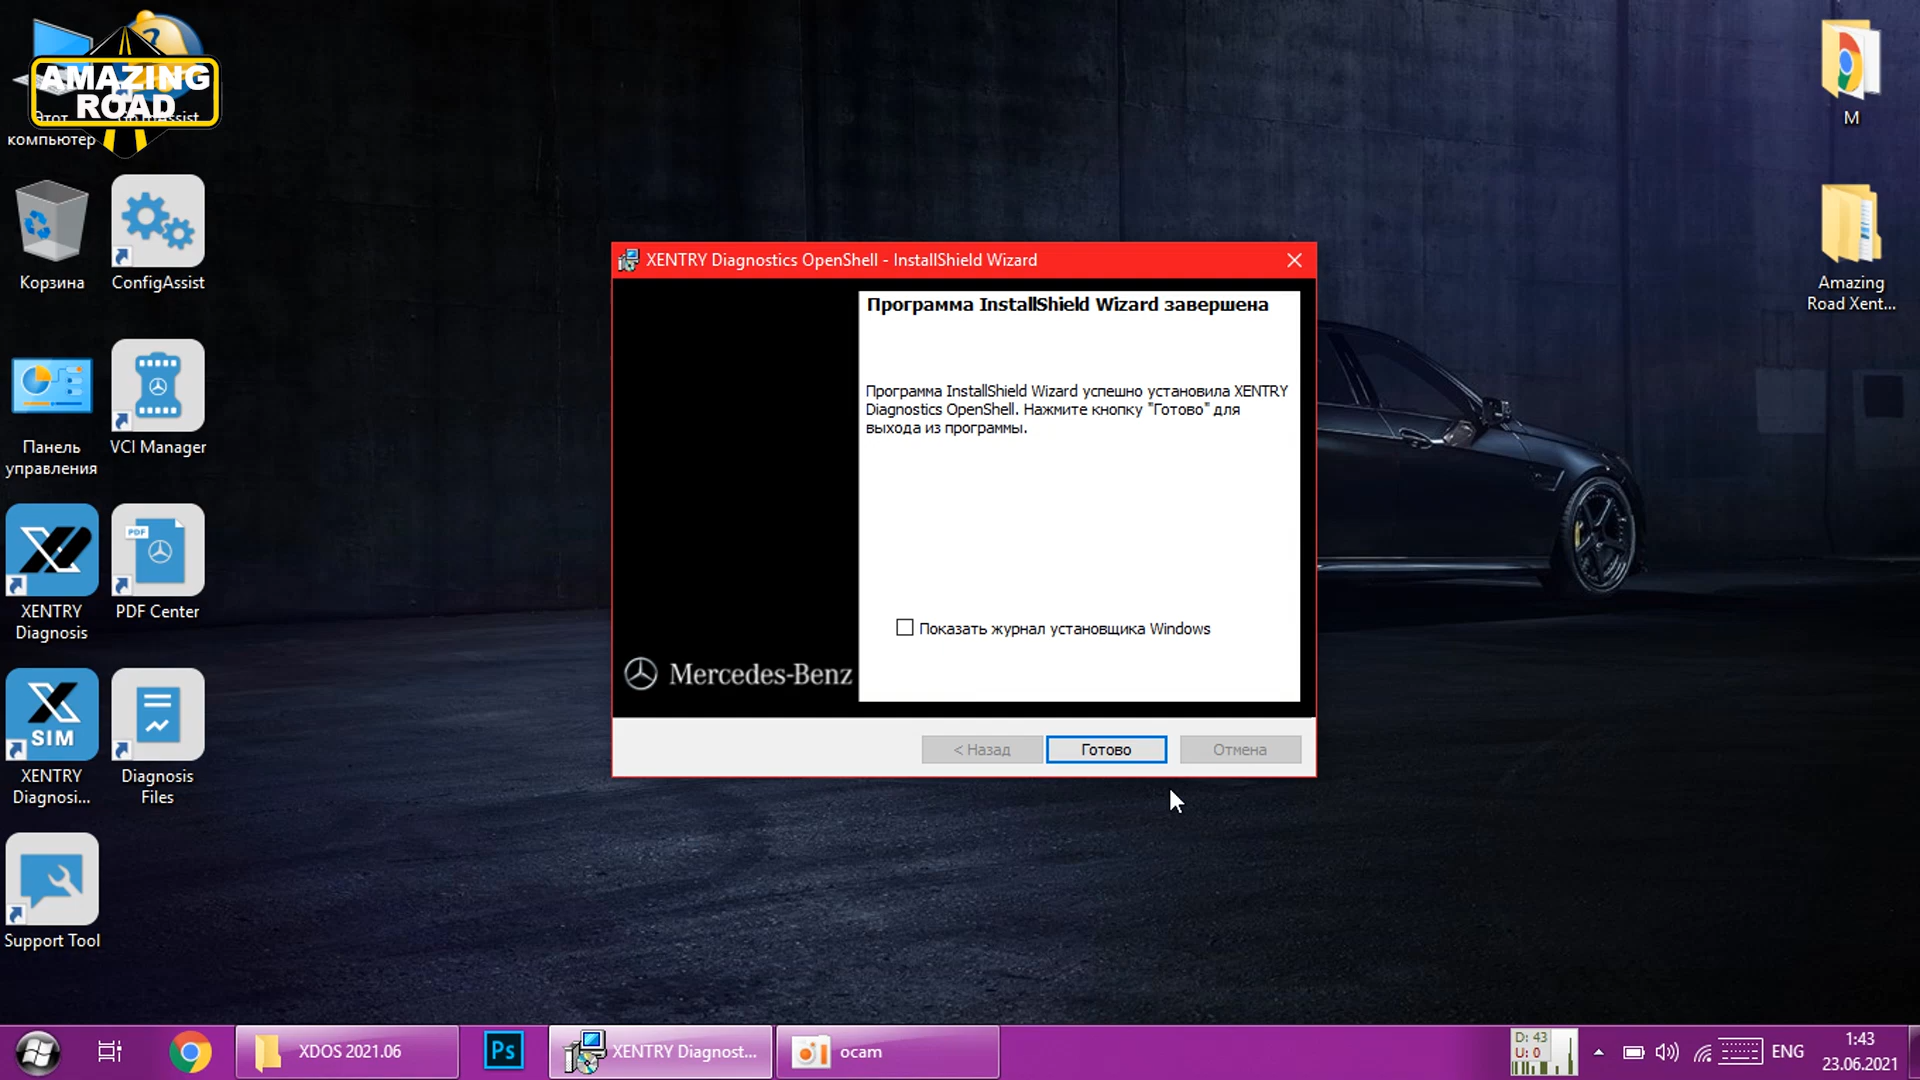 AMAZING
ROAD
Этот
компьютер
Корзина
ConfigAssist
Панель
управления
VCI Manager
XENTRY
Diagnosis
PDF
PDF Center
SIM
XENTRY
Diagnosi...
Diagnosis
Files
Support Tool
M
Amazing
Road Xent...
XENTRY Diagnostics OpenShell - InstallShield Wizard
Программа InstallShield Wizard завершена
Программа InstallShield Wizard успешно установила XENTRY
Diagnostics OpenShell. Нажмите кнопку "Готово" для
выхода из программы.
Показать журнал установщика Windows
Mercedes-Benz
< Назад
Готово
Отмена
XDOS 2021.06
Ps
XENTRY Diagnost...
ocam
D: 43
U: 0
ENG
1:43
23.06.2021